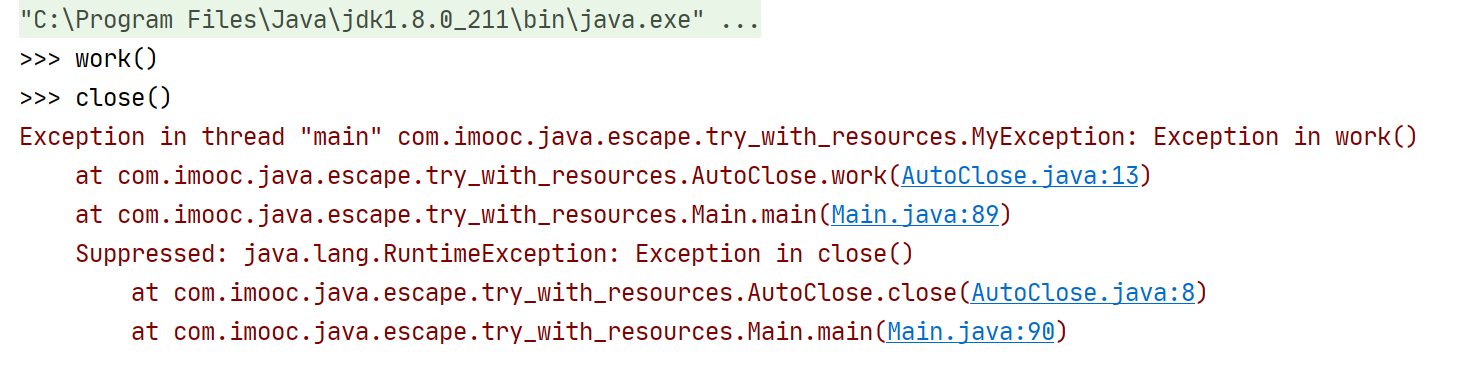 "C:\Program Files\Java\jdk1.8.0_211\bin\java.exe" ...
>>> work()
>>> close()
Exception in thread "main" com.imooc.java.escape.try_with_resources.MyException: Exception in work()
    at com.imooc.java.escape.try_with_resources.AutoClose.work(AutoClose.java:13)
    at com.imooc.java.escape.try_with_resources.Main.main(Main.java:89)
    Suppressed: java.lang.RuntimeException: Exception in close()
        at com.imooc.java.escape.try_with_resources.AutoClose.close(AutoClose.java:8)
        at com.imooc.java.escape.try_with_resources.Main.main(Main.java:90)